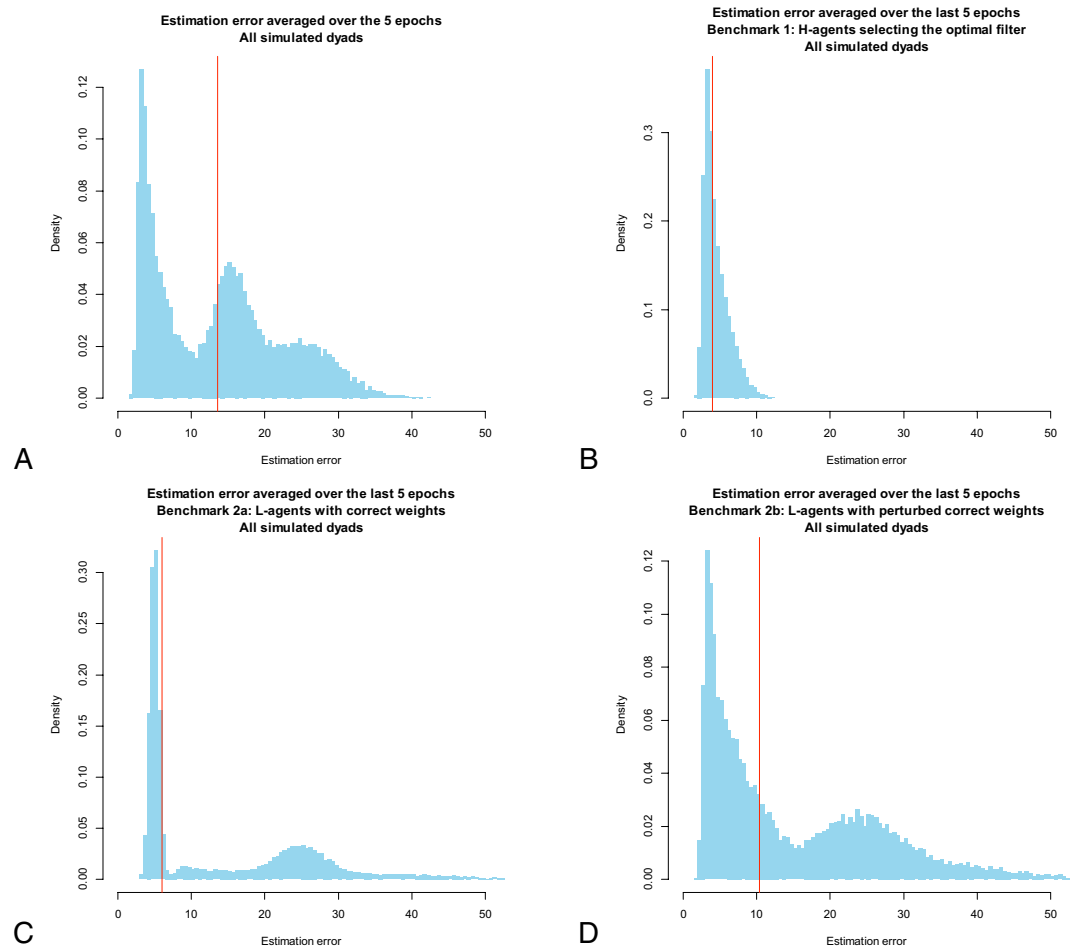 Estimation error averaged over the 5 epochs
All simulated dyads
0.00 0.02 0.04 0.06 0.08 0.10 0.12
Density
0 10 20 30 40 50
Estimation error
A
Estimation error averaged over the last 5 epochs
Benchmark 1: H-agents selecting the optimal filter
All simulated dyads
0.0 0.1 0.2 0.3
Density
0 10 20 30 40 50
Estimation error
B
Estimation error averaged over the last 5 epochs
Benchmark 2a: L-agents with correct weights
All simulated dyads
0.00 0.05 0.10 0.15 0.20 0.25 0.30
Density
0 10 20 30 40 50
Estimation error
C
Estimation error averaged over the last 5 epochs
Benchmark 2b: L-agents with perturbed correct weights
All simulated dyads
0.00 0.02 0.04 0.06 0.08 0.10 0.12
Density
0 10 20 30 40 50
Estimation error
D